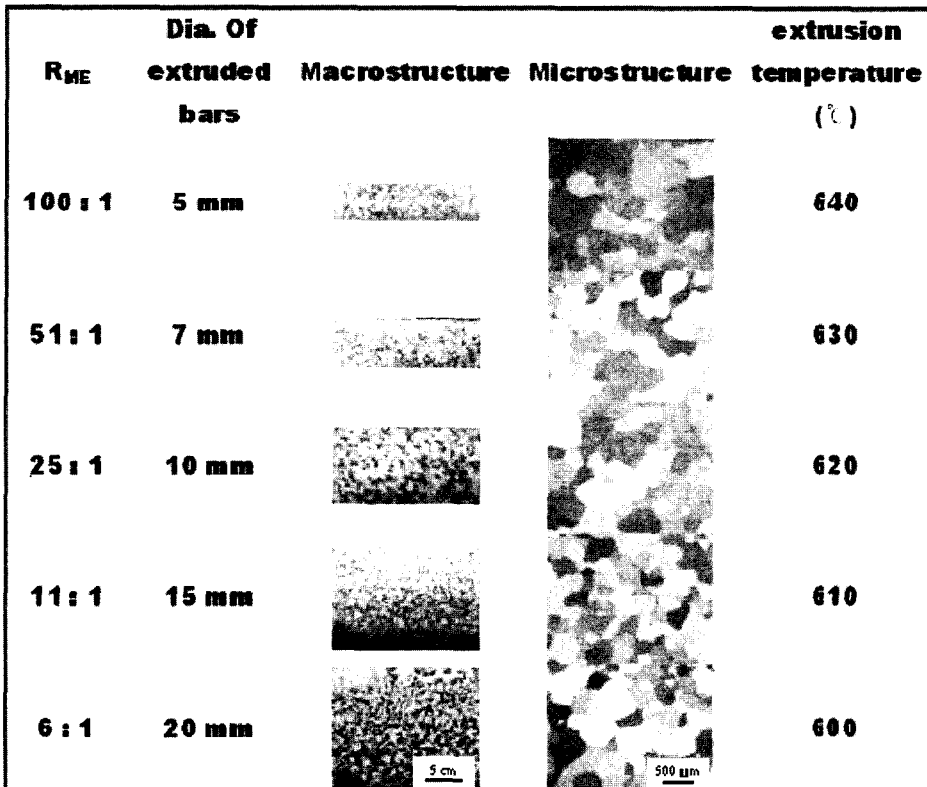 Dia. Of extrusion
R_ME extruded Macrostructure Microstructure temperature
bars (℃)
100 : 1 5 mm 640
51 : 1 7 mm 630
25 : 1 10 mm 620
11 : 1 15 mm 610
6 : 1 20 mm 600
5 cm 500 μm